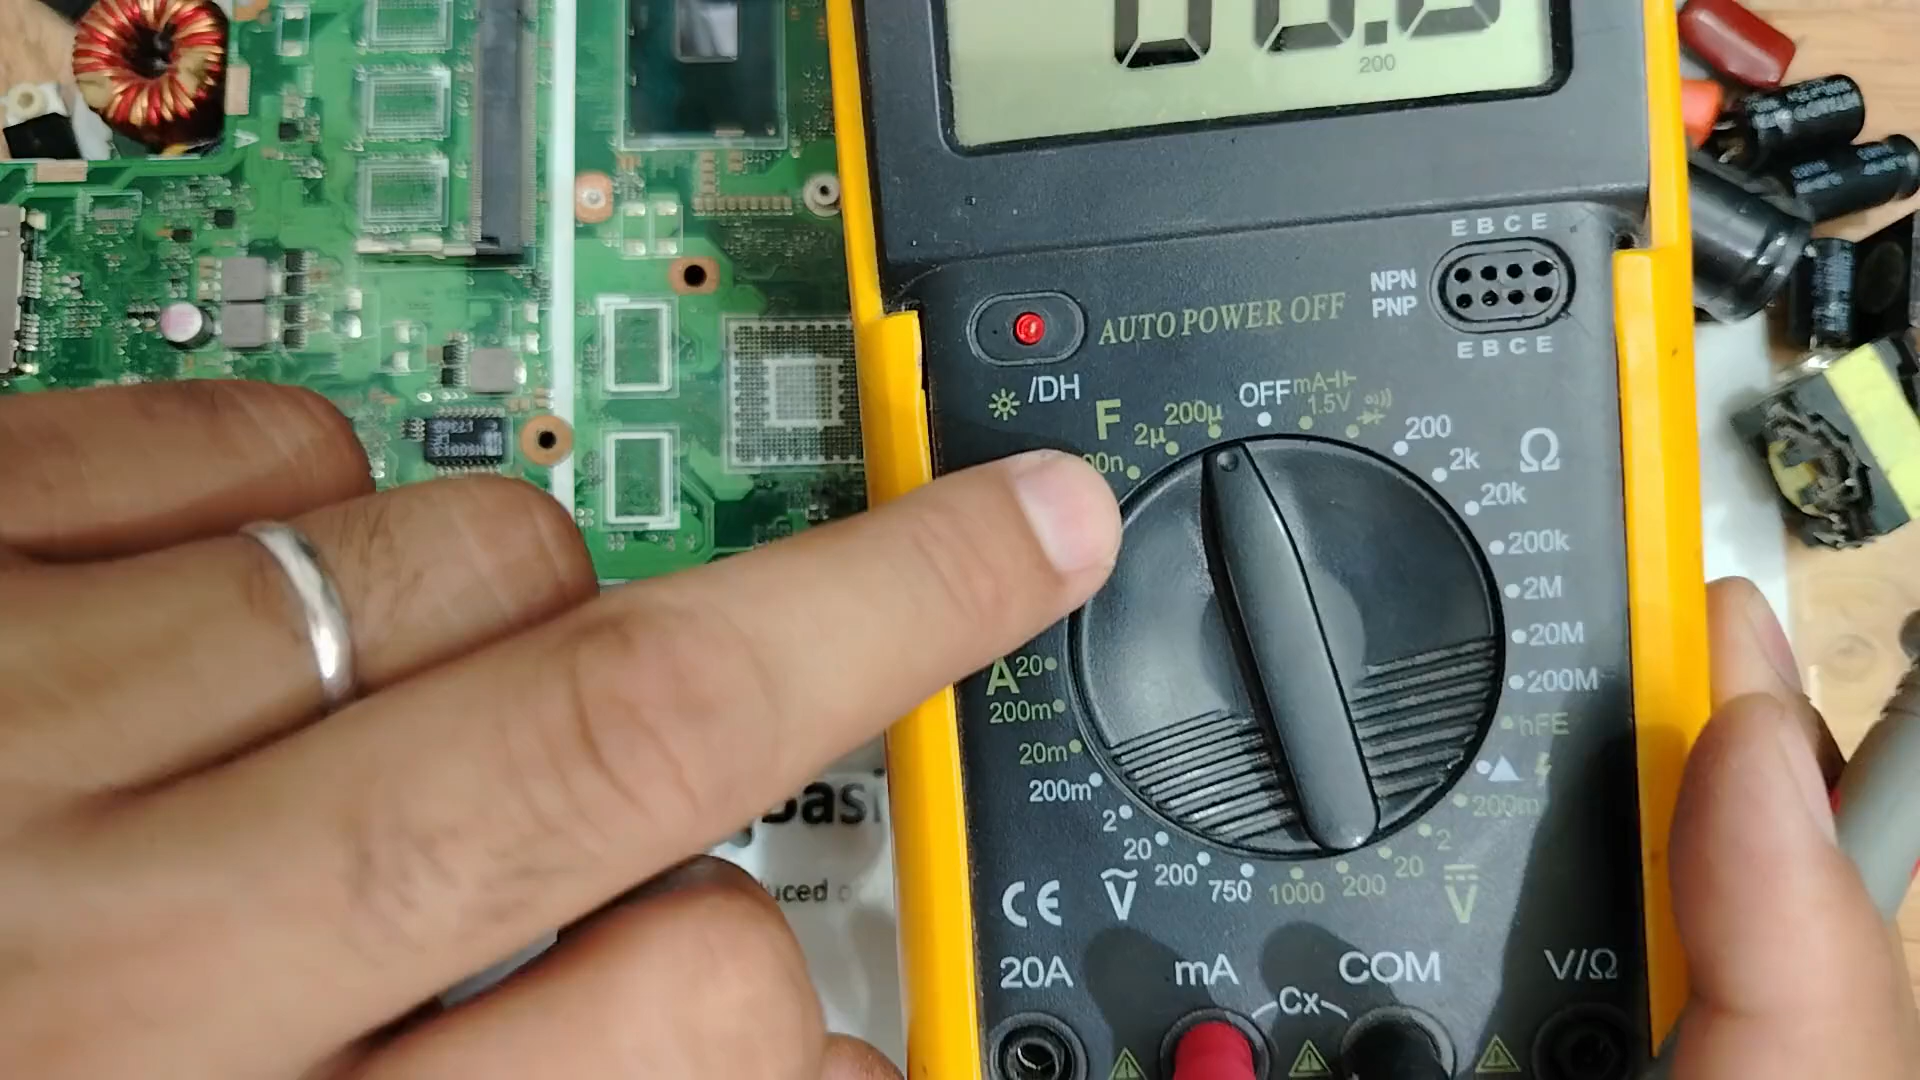 200
E B C E
NPN
PNP
AUTO POWER OFF
E B C E
/DH
F
2µ
200µ
OFF
mA
1.5V
200
2k
Ω
20k
200k
2M
20M
200M
hFE
A
20
200m
20m
200m
2
20
200
750
1000
200
20
2
200m
V
V
CE
20A
mA
COM
V/Ω
Cx